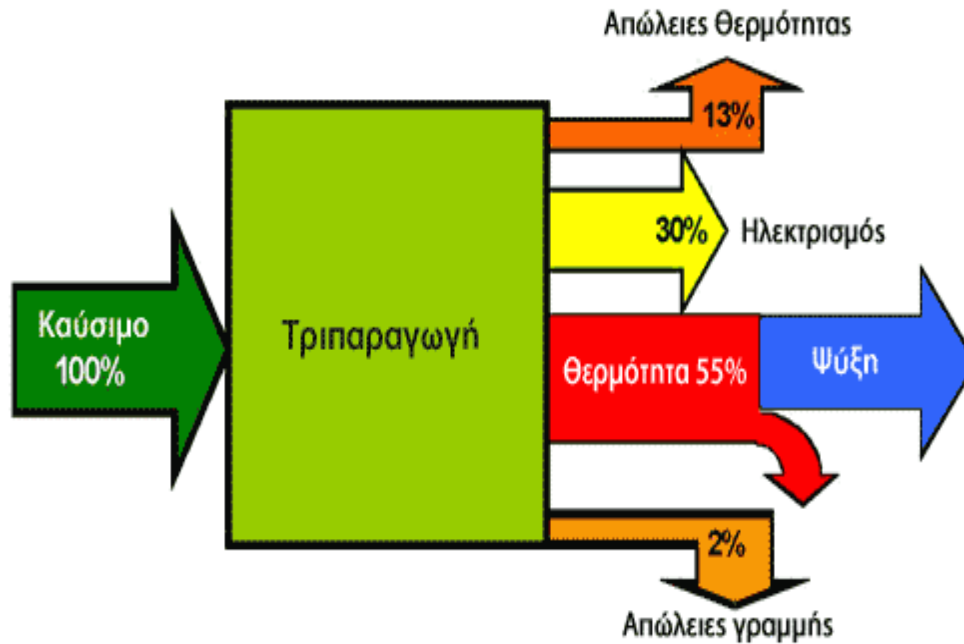 Απώλειες Θερμότητας
13%
30% Ηλεκτρισμός
Καύσιμο
100%
Τριπαραγωγή
Θερμότητα 55%
Ψύξη
2%
Απώλειες γραμμής